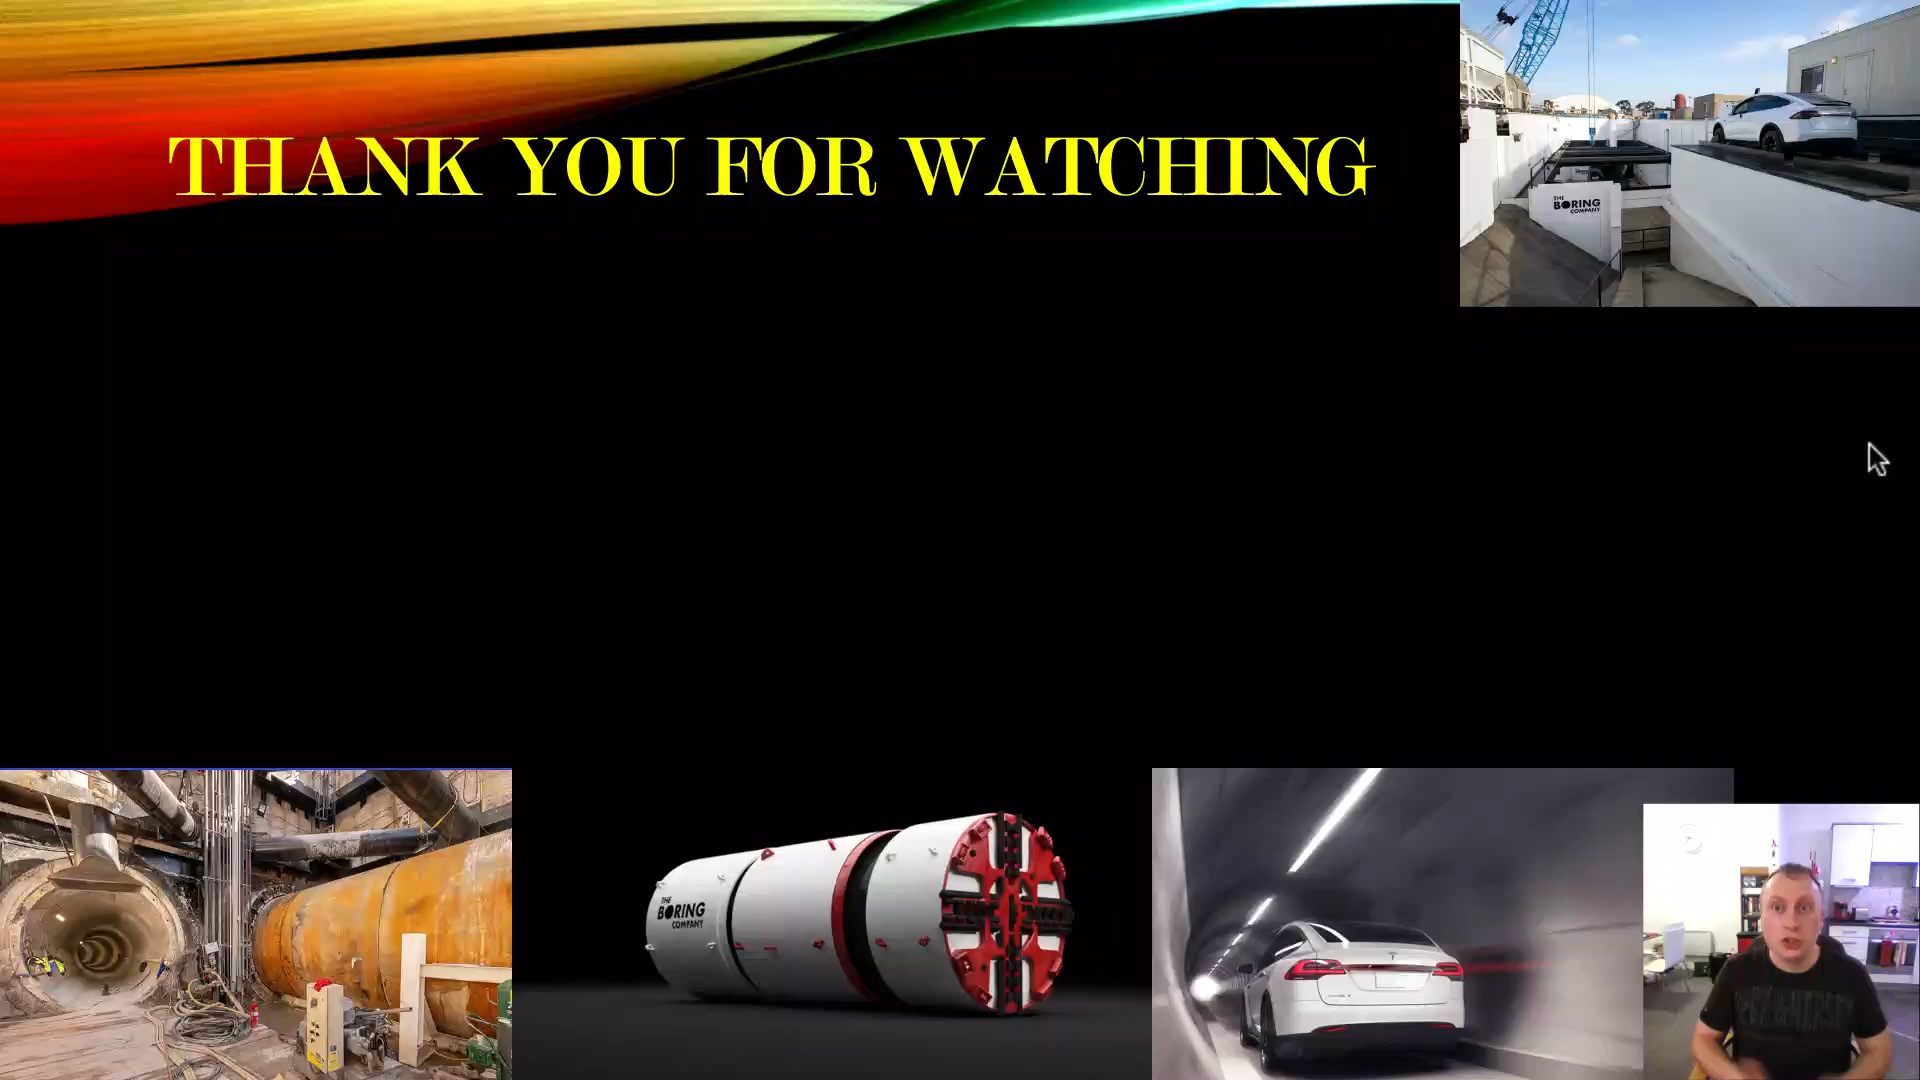 THANK YOU FOR WATCHING
THE
BORING
COMPANY
THE
BORING
COMPANY